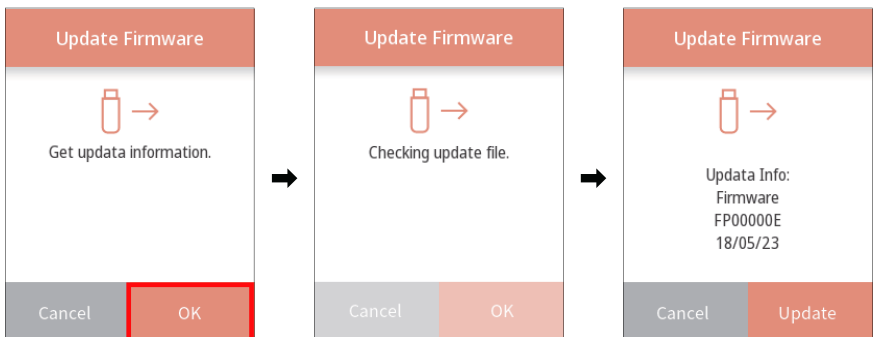 Update Firmware
Get updata information.
Cancel
OK
Update Firmware
Checking update file.
Cancel
OK
Update Firmware
Updata Info:
Firmware
FP00000E
18/05/23
Cancel
Update